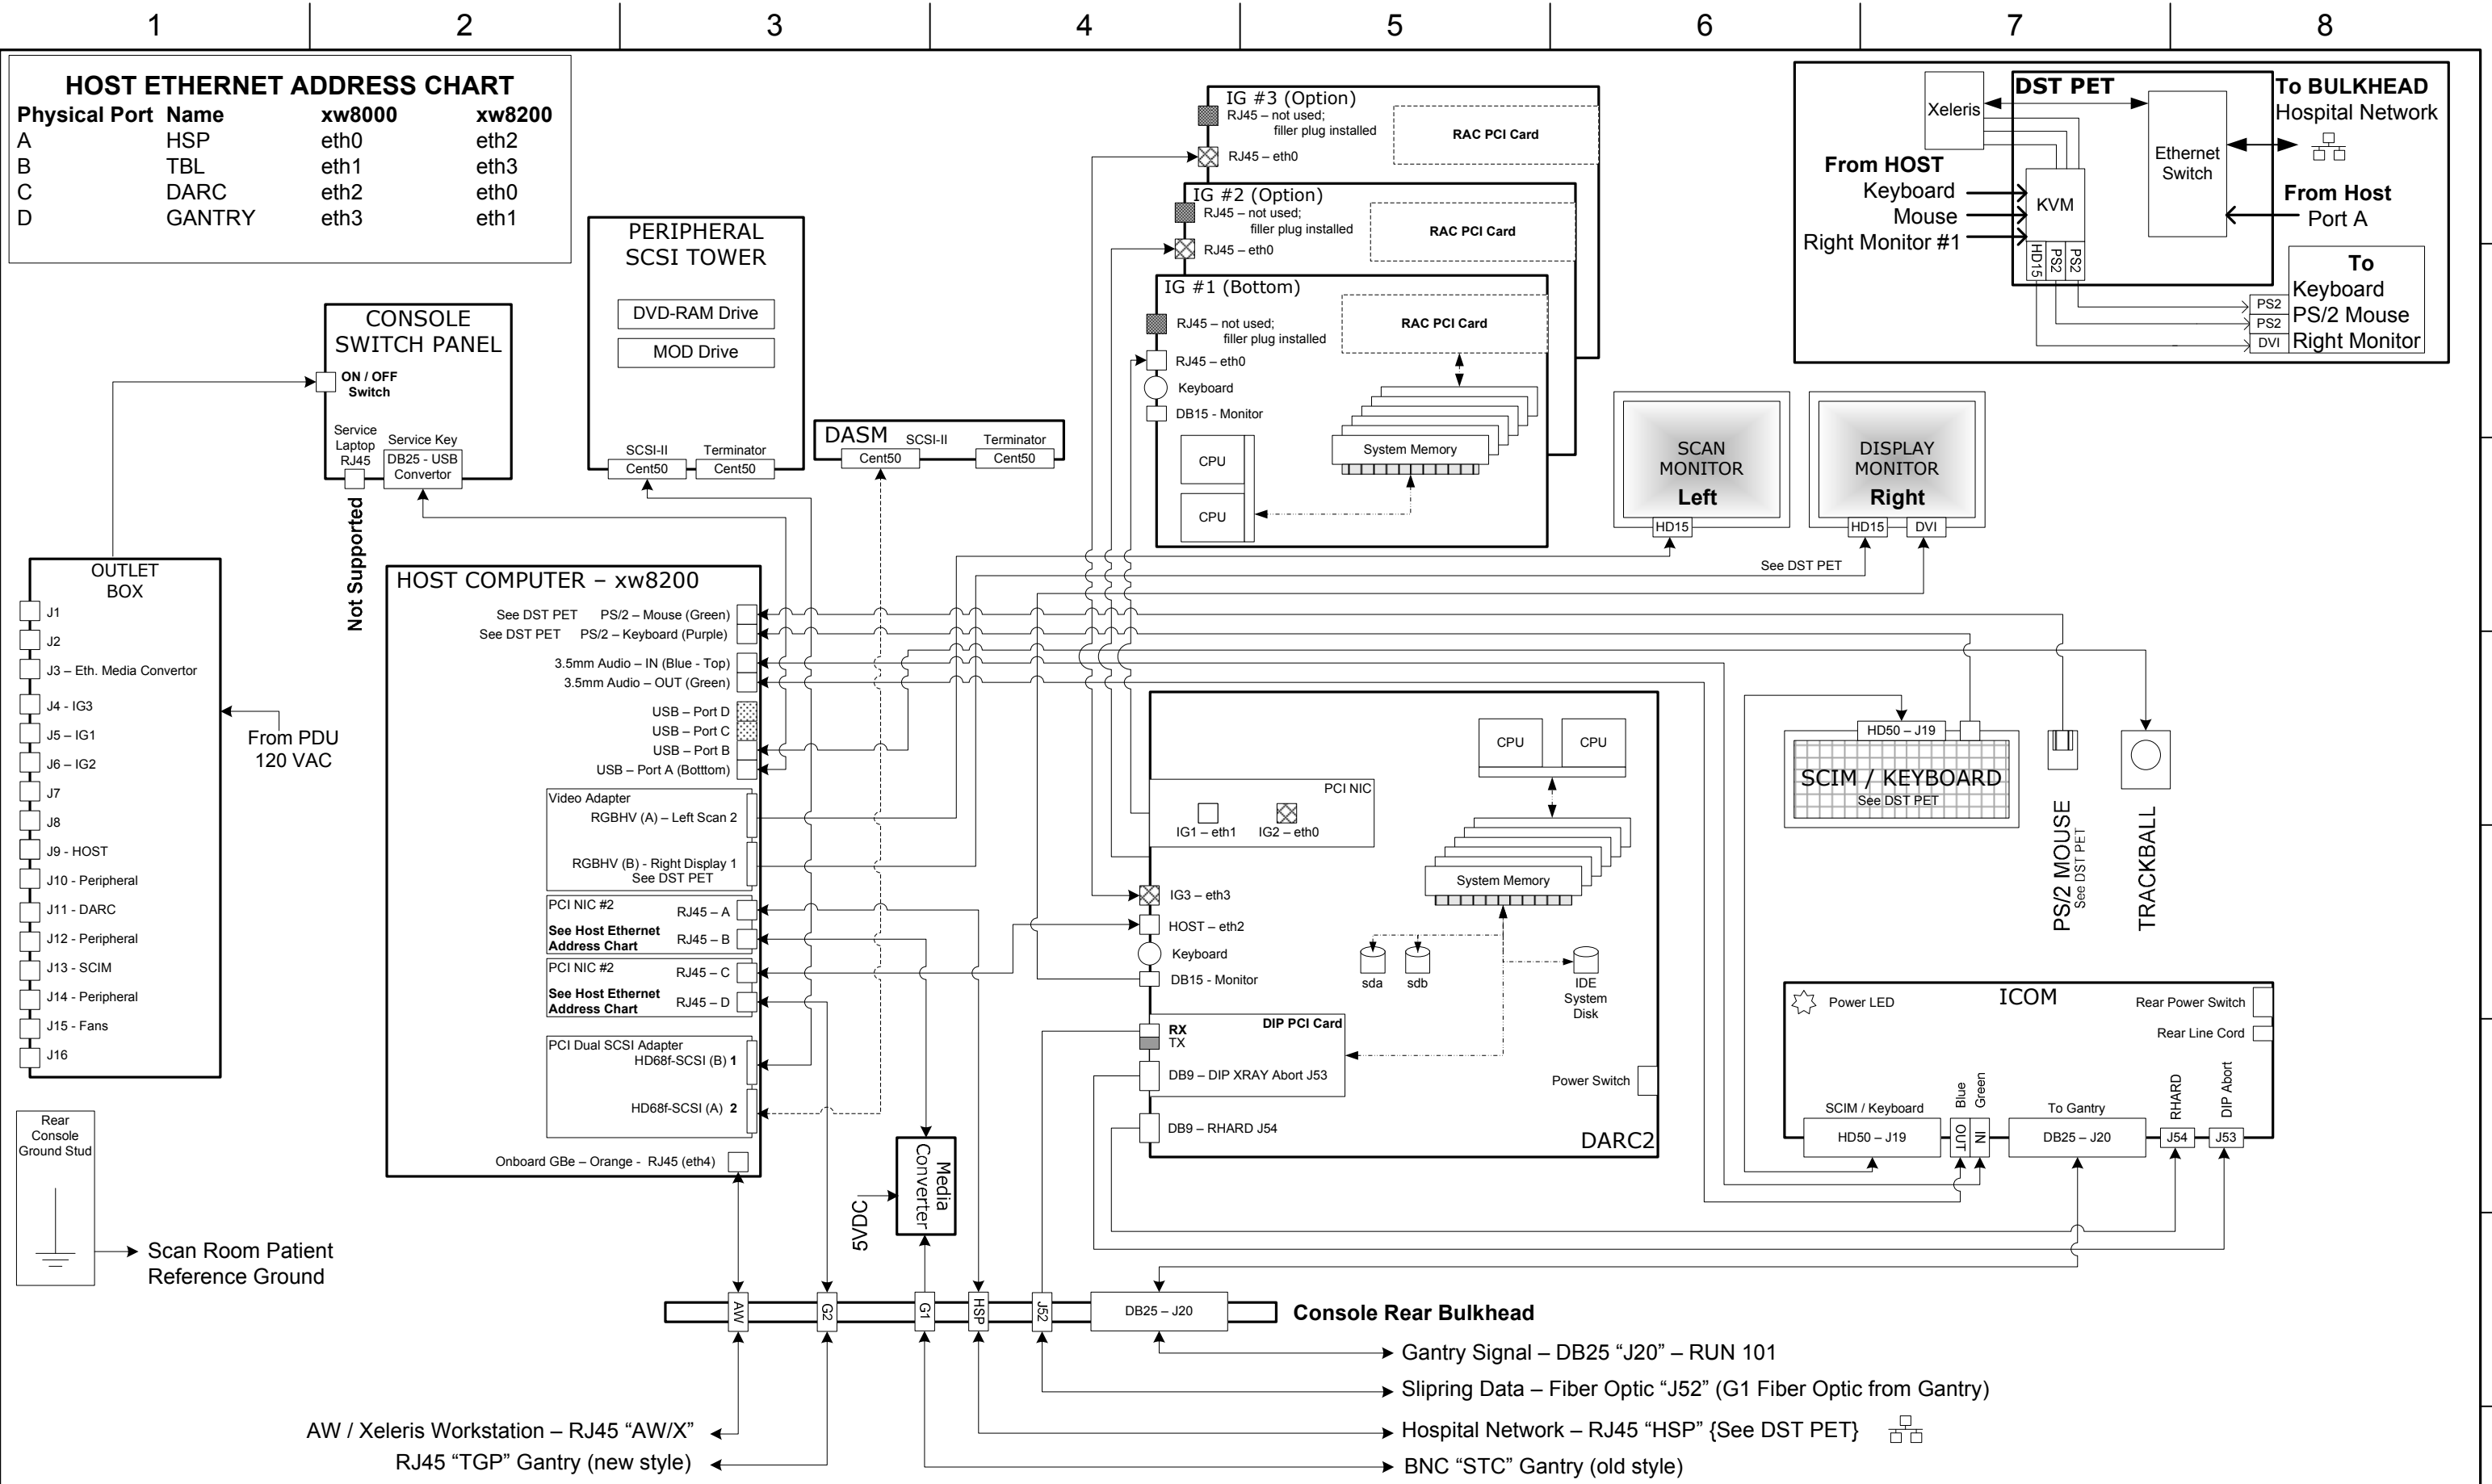 1 2 3 4 5 6 7 8
HOST ETHERNET ADDRESS CHART
Physical Port Name xw8000 xw8200
A HSP eth0 eth2
B TBL eth1 eth3
C DARC eth2 eth0
D GANTRY eth3 eth1
CONSOLE
SWITCH PANEL
ON / OFF
Switch
Service
Laptop
RJ45
Service Key
DB25 - USB
Convertor
Not Supported
PERIPHERAL
SCSI TOWER
DVD-RAM Drive
MOD Drive
SCSI-II Terminator
Cent50 Cent50
DASM SCSI-II Terminator
Cent50 Cent50
IG #3 (Option)
RJ45 – not used;
filler plug installed
RAC PCI Card
RJ45 – eth0
IG #2 (Option)
RJ45 – not used;
filler plug installed
RAC PCI Card
RJ45 – eth0
IG #1 (Bottom)
RJ45 – not used;
filler plug installed
RAC PCI Card
RJ45 – eth0
Keyboard
DB15 - Monitor
CPU
CPU
System Memory
DST PET
Xeleris
Ethernet
Switch
To BULKHEAD
Hospital Network
From HOST
Keyboard
Mouse
Right Monitor #1
KVM
HD15
PS2
PS2
From Host
Port A
To
PS2 Keyboard
PS2 PS/2 Mouse
DVI Right Monitor
SCAN
MONITOR
Left
HD15
DISPLAY
MONITOR
Right
HD15 DVI
See DST PET
OUTLET
BOX
J1
J2
J3 – Eth. Media Convertor
J4 - IG3
J5 – IG1
J6 – IG2
J7
J8
J9 - HOST
J10 - Peripheral
J11 - DARC
J12 - Peripheral
J13 - SCIM
J14 - Peripheral
J15 - Fans
J16
From PDU
120 VAC
Rear
Console
Ground Stud
Scan Room Patient
Reference Ground
HOST COMPUTER – xw8200
See DST PET PS/2 – Mouse (Green)
See DST PET PS/2 – Keyboard (Purple)
3.5mm Audio – IN (Blue - Top)
3.5mm Audio – OUT (Green)
USB – Port D
USB – Port C
USB – Port B
USB – Port A (Botttom)
Video Adapter
RGBHV (A) – Left Scan 2
RGBHV (B) - Right Display 1
See DST PET
PCI NIC #2
RJ45 – A
See Host Ethernet
Address Chart
RJ45 – B
PCI NIC #2
RJ45 – C
See Host Ethernet
Address Chart
RJ45 – D
PCI Dual SCSI Adapter
HD68f-SCSI (B) 1
HD68f-SCSI (A) 2
Onboard GBe – Orange - RJ45 (eth4)
Media
Converter
5VDC
PCI NIC
IG1 – eth1
IG2 – eth0
CPU
CPU
System Memory
IG3 – eth3
HOST – eth2
Keyboard
DB15 - Monitor
sda
sdb
IDE
System
Disk
RX
TX
DIP PCI Card
DB9 – DIP XRAY Abort J53
DB9 – RHARD J54
Power Switch
DARC2
HD50 – J19
SCIM / KEYBOARD
See DST PET
PS/2 MOUSE
See DST PET
TRACKBALL
ICOM
Power LED
Rear Power Switch
Rear Line Cord
SCIM / Keyboard
HD50 – J19
Blue
OUT
Green
IN
To Gantry
DB25 – J20
RHARD
J54
DIP Abort
J53
AW
G2
G1
HSP
J52
DB25 – J20
Console Rear Bulkhead
Gantry Signal – DB25 “J20” – RUN 101
Slipring Data – Fiber Optic “J52” (G1 Fiber Optic from Gantry)
AW / Xeleris Workstation – RJ45 “AW/X”
Hospital Network – RJ45 “HSP” {See DST PET}
RJ45 “TGP” Gantry (new style)
BNC “STC” Gantry (old style)